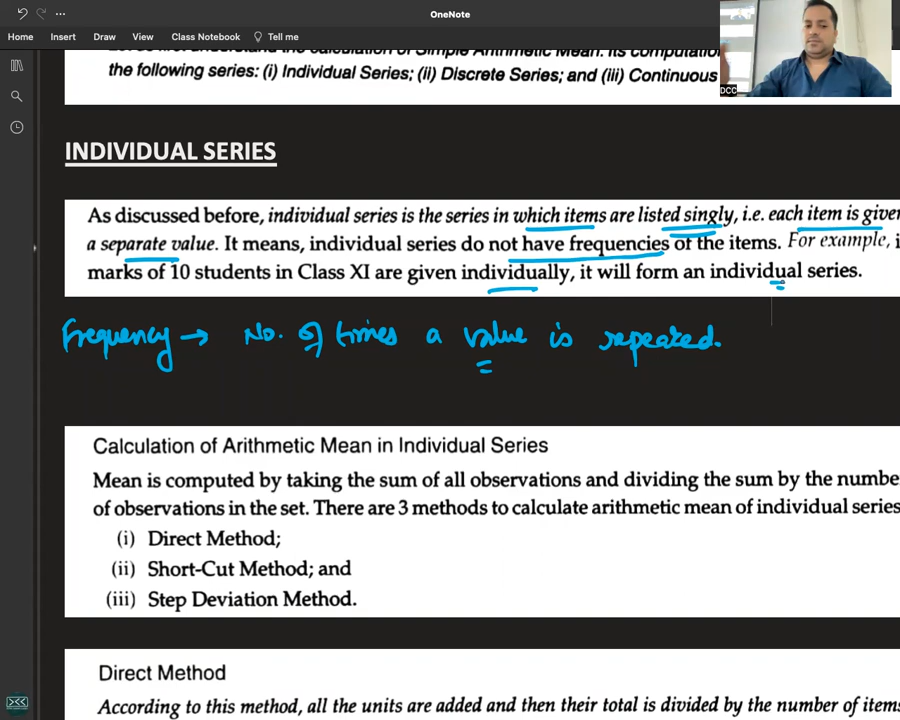 OneNote
Home Insert Draw View Class Notebook Tell me
the calculation of Simple Arithmetic Mean. Its computation
the following series: (i) Individual Series; (ii) Discrete Series; and (iii) Continuous
DCC
INDIVIDUAL SERIES
As discussed before, individual series is the series in which items are listed singly, i.e. each item is given
a separate value. It means, individual series do not have frequencies of the items. For example, i
marks of 10 students in Class XI are given individually, it will form an individual series.
Frequency → No. of times a value is repeated.
Calculation of Arithmetic Mean in Individual Series
Mean is computed by taking the sum of all observations and dividing the sum by the numbe
of observations in the set. There are 3 methods to calculate arithmetic mean of individual series
(i) Direct Method;
(ii) Short-Cut Method; and
(iii) Step Deviation Method.
Direct Method
According to this method, all the units are added and then their total is divided by the number of items